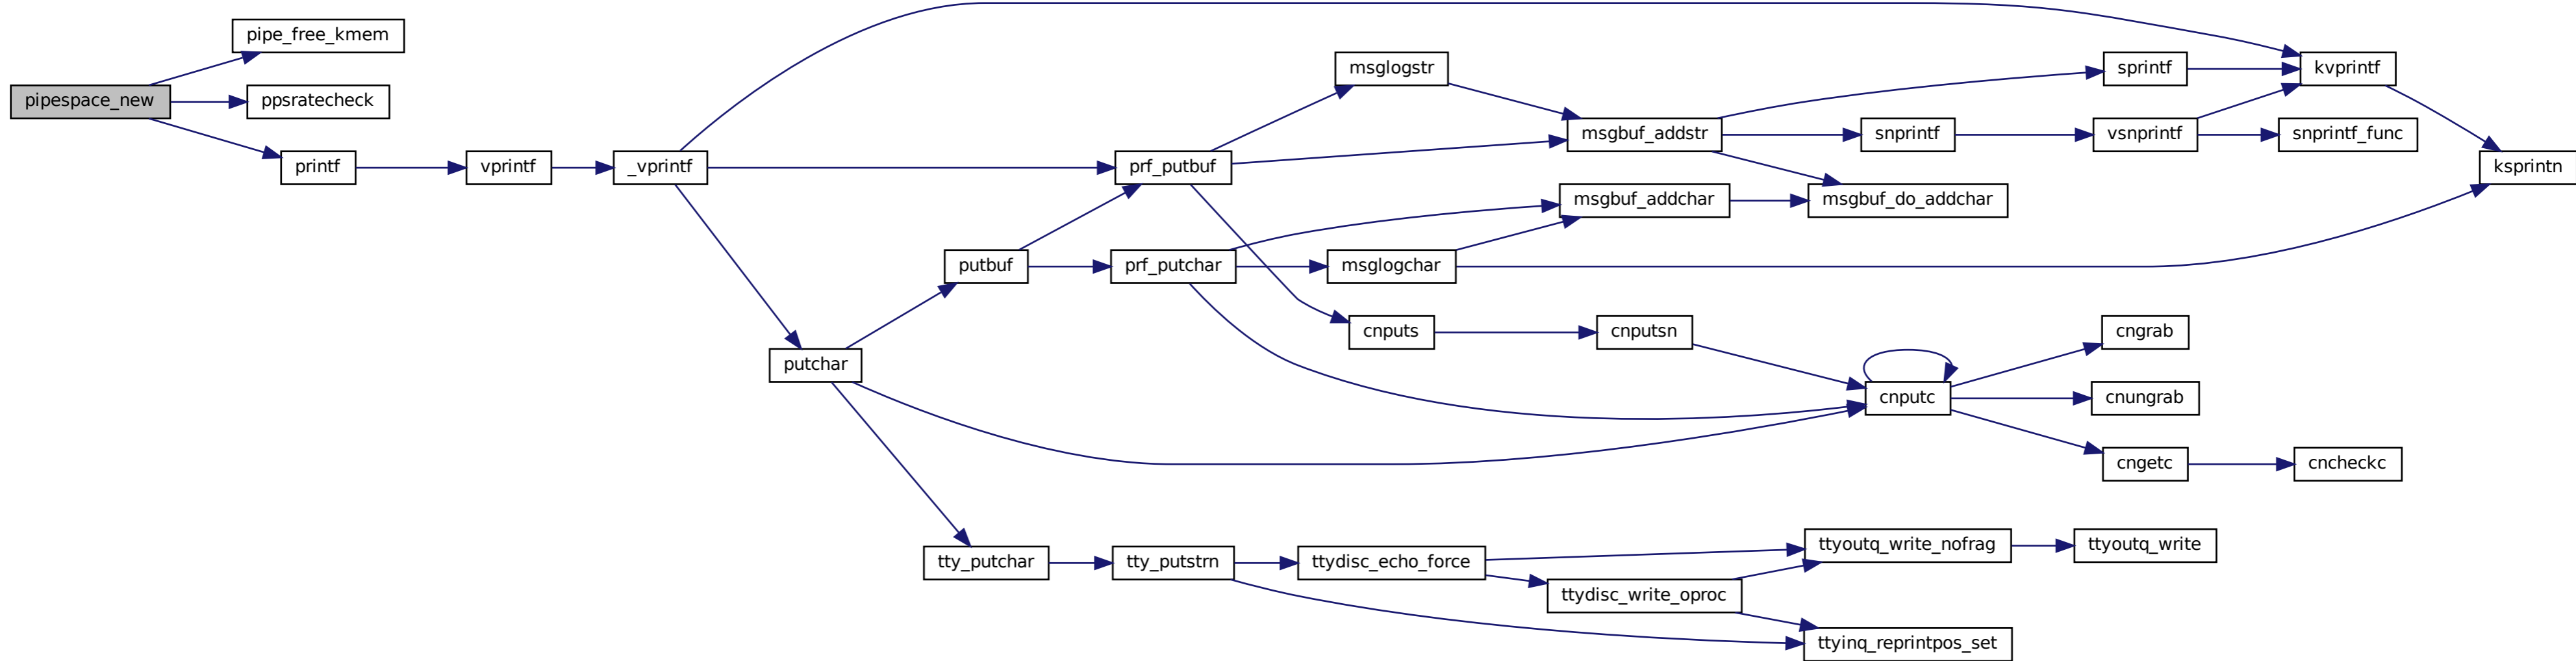 pipespace_new
pipe_free_kmem
ppsratecheck
printf
vprintf
_vprintf
putchar
putbuf
tty_putchar
prf_putbuf
prf_putchar
tty_putstrn
msglogstr
msglogchar
cnputs
ttydisc_echo_force
msgbuf_addstr
msgbuf_addchar
cnputsn
ttydisc_write_oproc
snprintf
msgbuf_do_addchar
cnputc
ttyoutq_write_nofrag
ttyinq_reprintpos_set
sprintf
vsnprintf
cngrab
cnungrab
cngetc
ttyoutq_write
kvprintf
snprintf_func
cncheckc
ksprintn